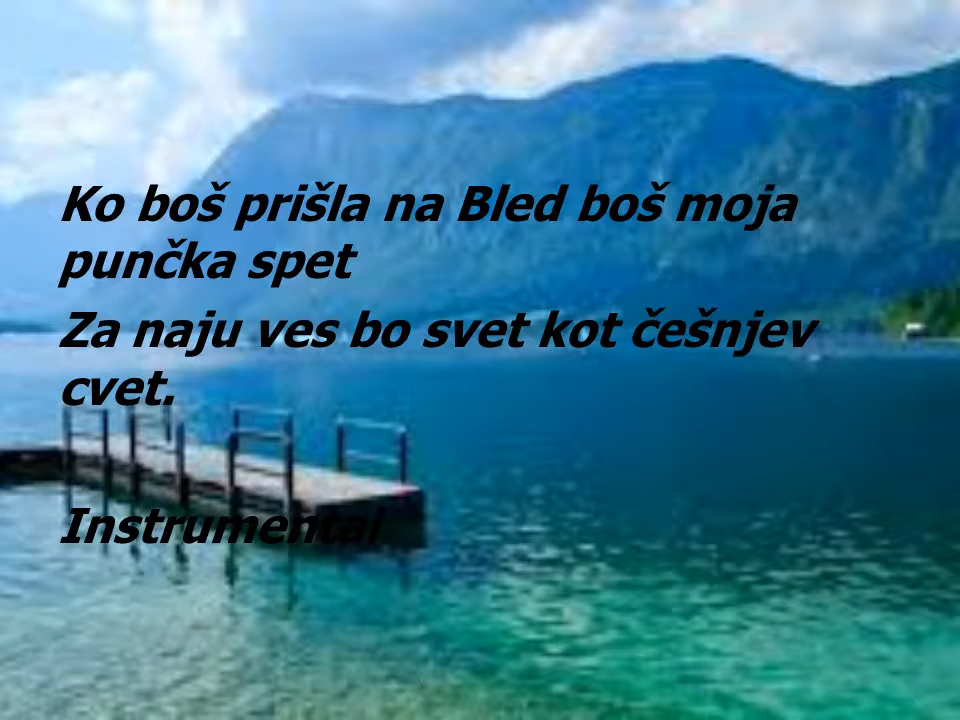 Ko boš prišla na Bled boš moja
punčka spet
Za naju ves bo svet kot češnjev
cvet.
Instrumental